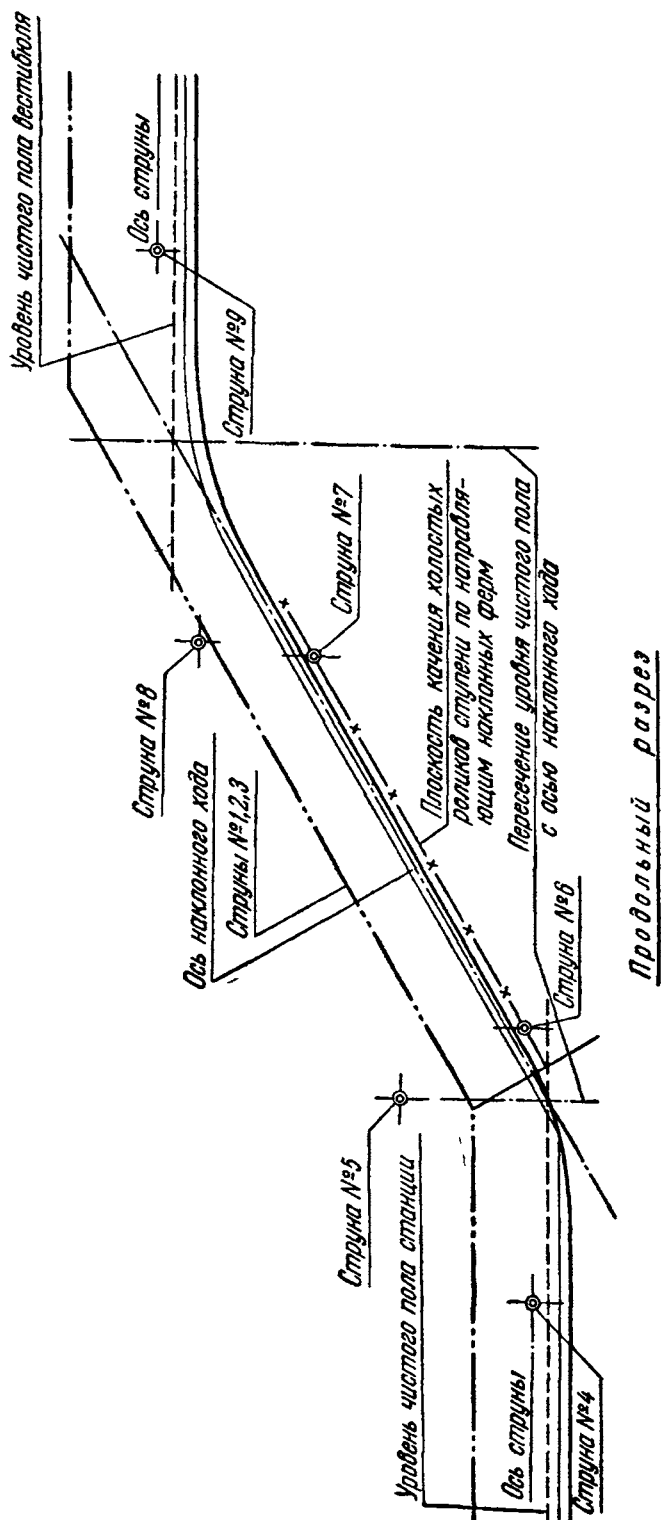 Уровень чистого пола вестибюля
Ось струны
Струна №9
Струна №8
Струна №7
Ось наклонного хода
Струны №1,2,3
Плоскость качения холостых
роликов ступени по направля-
ющим наклонных ферм
Пересечение уровня чистого пола
с осью наклонного хода
Струна №5
Струна №6
Уровень чистого пола станции
Ось струны
Струна №4
Продольный разрез